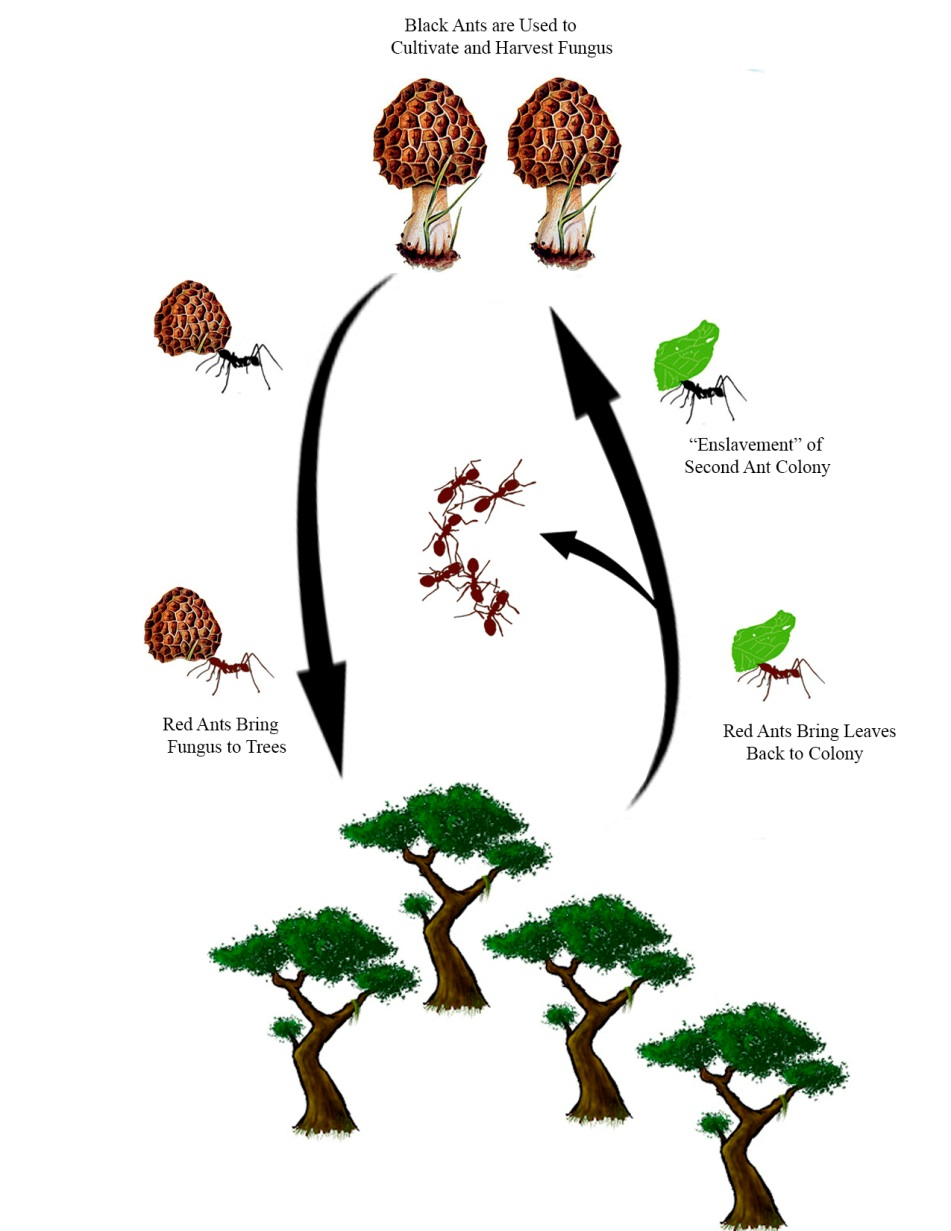 Black Ants are Used to
Cultivate and Harvest Fungus
“Enslavement” of
Second Ant Colony
Red Ants Bring
Fungus to Trees
Red Ants Bring Leaves
Back to Colony